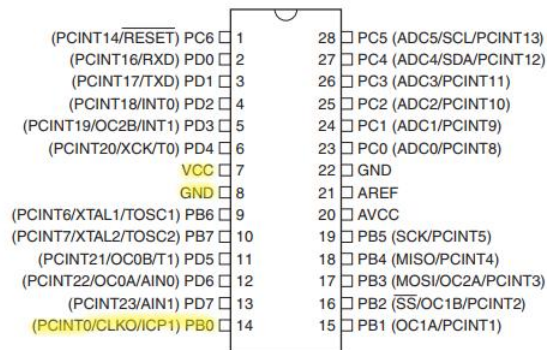 (PCINT14/RESET) PC6 1 28 PC5 (ADC5/SCL/PCINT13)
(PCINT16/RXD) PD0 2 27 PC4 (ADC4/SDA/PCINT12)
(PCINT17/TXD) PD1 3 26 PC3 (ADC3/PCINT11)
(PCINT18/INT0) PD2 4 25 PC2 (ADC2/PCINT10)
(PCINT19/OC2B/INT1) PD3 5 24 PC1 (ADC1/PCINT9)
(PCINT20/XCK/T0) PD4 6 23 PC0 (ADC0/PCINT8)
VCC 7 22 GND
GND 8 21 AREF
(PCINT6/XTAL1/TOSC1) PB6 9 20 AVCC
(PCINT7/XTAL2/TOSC2) PB7 10 19 PB5 (SCK/PCINT5)
(PCINT21/OC0B/T1) PD5 11 18 PB4 (MISO/PCINT4)
(PCINT22/OC0A/AIN0) PD6 12 17 PB3 (MOSI/OC2A/PCINT3)
(PCINT23/AIN1) PD7 13 16 PB2 (SS/OC1B/PCINT2)
(PCINT0/CLKO/ICP1) PB0 14 15 PB1 (OC1A/PCINT1)